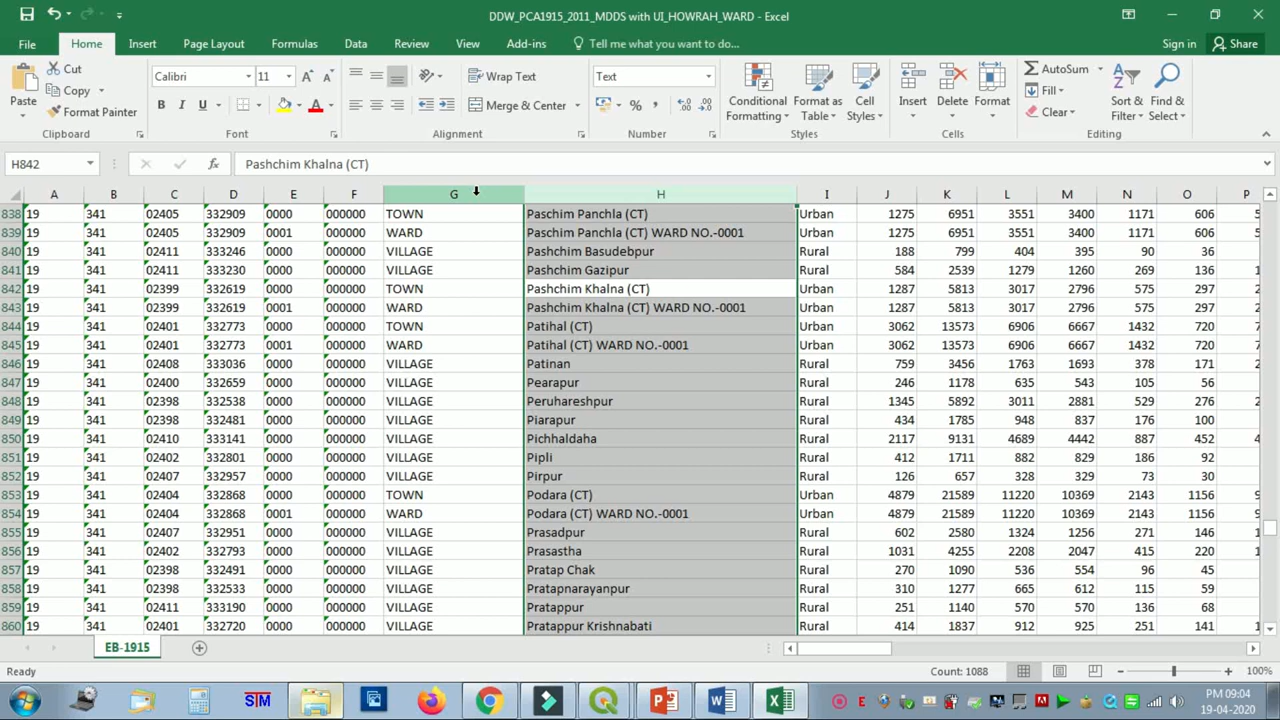 DDW_PCA1915_2011_MDDS with UI_HOWRAH_WARD - Excel
File Home Insert Page Layout Formulas Data Review View Add-ins Tell me what you want to do... Sign in Share
Cut Calibri 11 Wrap Text Text AutoSum
Copy Fill
Paste Format Painter Merge & Center Conditional Formatting Format as Table Cell Styles Insert Delete Format Clear Sort & Filter Find & Select
Clipboard Font Alignment Number Styles Cells Editing
H842 fx Pashchim Khalna (CT)
A B C D E F G H I J K L M N O P
838 19 341 02405 332909 0000 000000 TOWN Paschim Panchla (CT) Urban 1275 6951 3551 3400 1171 606 5
839 19 341 02405 332909 0001 000000 WARD Paschim Panchla (CT) WARD NO.-0001 Urban 1275 6951 3551 3400 1171 606 5
840 19 341 02411 333246 0000 000000 VILLAGE Pashchim Basudebpur Rural 188 799 404 395 90 36
841 19 341 02411 333230 0000 000000 VILLAGE Pashchim Gazipur Rural 584 2539 1279 1260 269 136 1
842 19 341 02399 332619 0000 000000 TOWN Pashchim Khalna (CT) Urban 1287 5813 3017 2796 575 297 2
843 19 341 02399 332619 0001 000000 WARD Pashchim Khalna (CT) WARD NO.-0001 Urban 1287 5813 3017 2796 575 297 2
844 19 341 02401 332773 0000 000000 TOWN Patihal (CT) Urban 3062 13573 6906 6667 1432 720 7
845 19 341 02401 332773 0001 000000 WARD Patihal (CT) WARD NO.-0001 Urban 3062 13573 6906 6667 1432 720 7
846 19 341 02408 333036 0000 000000 VILLAGE Patinan Rural 759 3456 1763 1693 378 171 2
847 19 341 02400 332659 0000 000000 VILLAGE Pearapur Rural 246 1178 635 543 105 56
848 19 341 02398 332538 0000 000000 VILLAGE Peruhareshpur Rural 1345 5892 3011 2881 529 276 2
849 19 341 02398 332481 0000 000000 VILLAGE Piarapur Rural 434 1785 948 837 176 100
850 19 341 02410 333141 0000 000000 VILLAGE Pichhaldaha Rural 2117 9131 4689 4442 887 452 4
851 19 341 02402 332801 0000 000000 VILLAGE Pipli Rural 412 1711 882 829 186 92
852 19 341 02407 332957 0000 000000 VILLAGE Pirpur Rural 126 657 328 329 73 30
853 19 341 02404 332868 0000 000000 TOWN Podara (CT) Urban 4879 21589 11220 10369 2143 1156 9
854 19 341 02404 332868 0001 000000 WARD Podara (CT) WARD NO.-0001 Urban 4879 21589 11220 10369 2143 1156 9
855 19 341 02407 332951 0000 000000 VILLAGE Prasadpur Rural 602 2580 1324 1256 271 146 1
856 19 341 02402 332793 0000 000000 VILLAGE Prasastha Rural 1031 4255 2208 2047 415 220 1
857 19 341 02398 332491 0000 000000 VILLAGE Pratap Chak Rural 270 1090 536 554 96 45
858 19 341 02398 332533 0000 000000 VILLAGE Pratapnarayanpur Rural 310 1277 665 612 115 59
859 19 341 02411 333190 0000 000000 VILLAGE Pratappur Rural 251 1140 570 570 136 68
860 19 341 02401 332720 0000 000000 VILLAGE Pratappur Krishnabati Rural 414 1837 912 925 251 141 1
EB-1915
Ready Count: 1088 100%
STM PM 09:04
19-04-2020